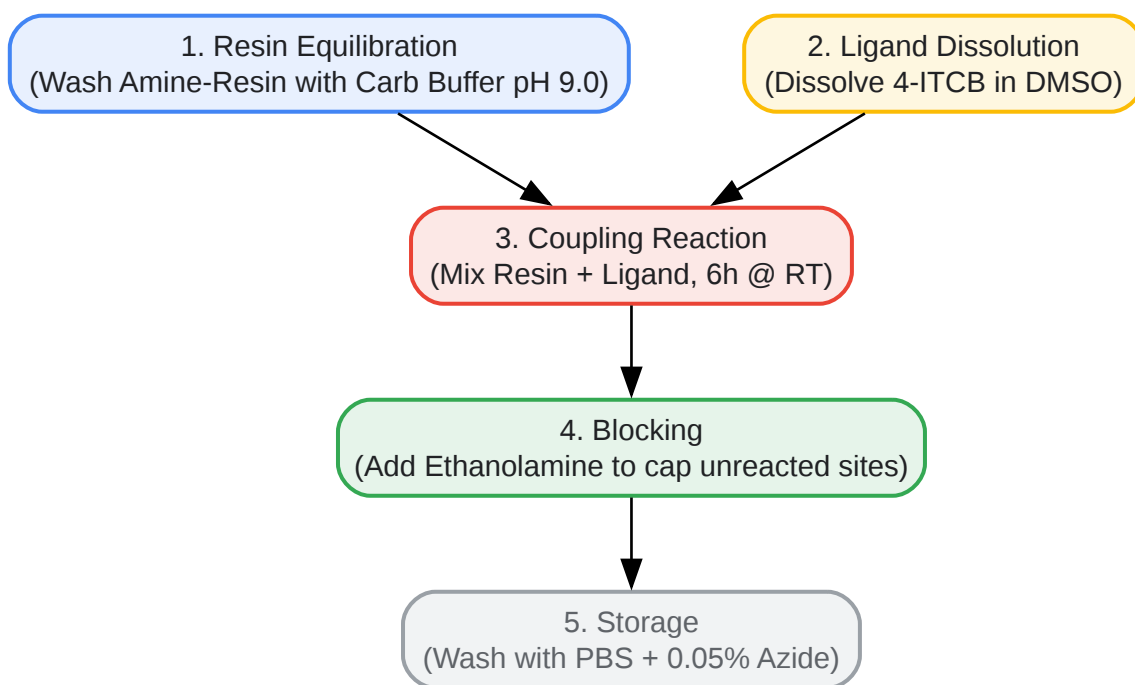 1. Resin Equilibration
(Wash Amine-Resin with Carb Buffer pH 9.0)
2. Ligand Dissolution
(Dissolve 4-ITCB in DMSO)
3. Coupling Reaction
(Mix Resin + Ligand, 6h @ RT)
4. Blocking
(Add Ethanolamine to cap unreacted sites)
5. Storage
(Wash with PBS + 0.05% Azide)